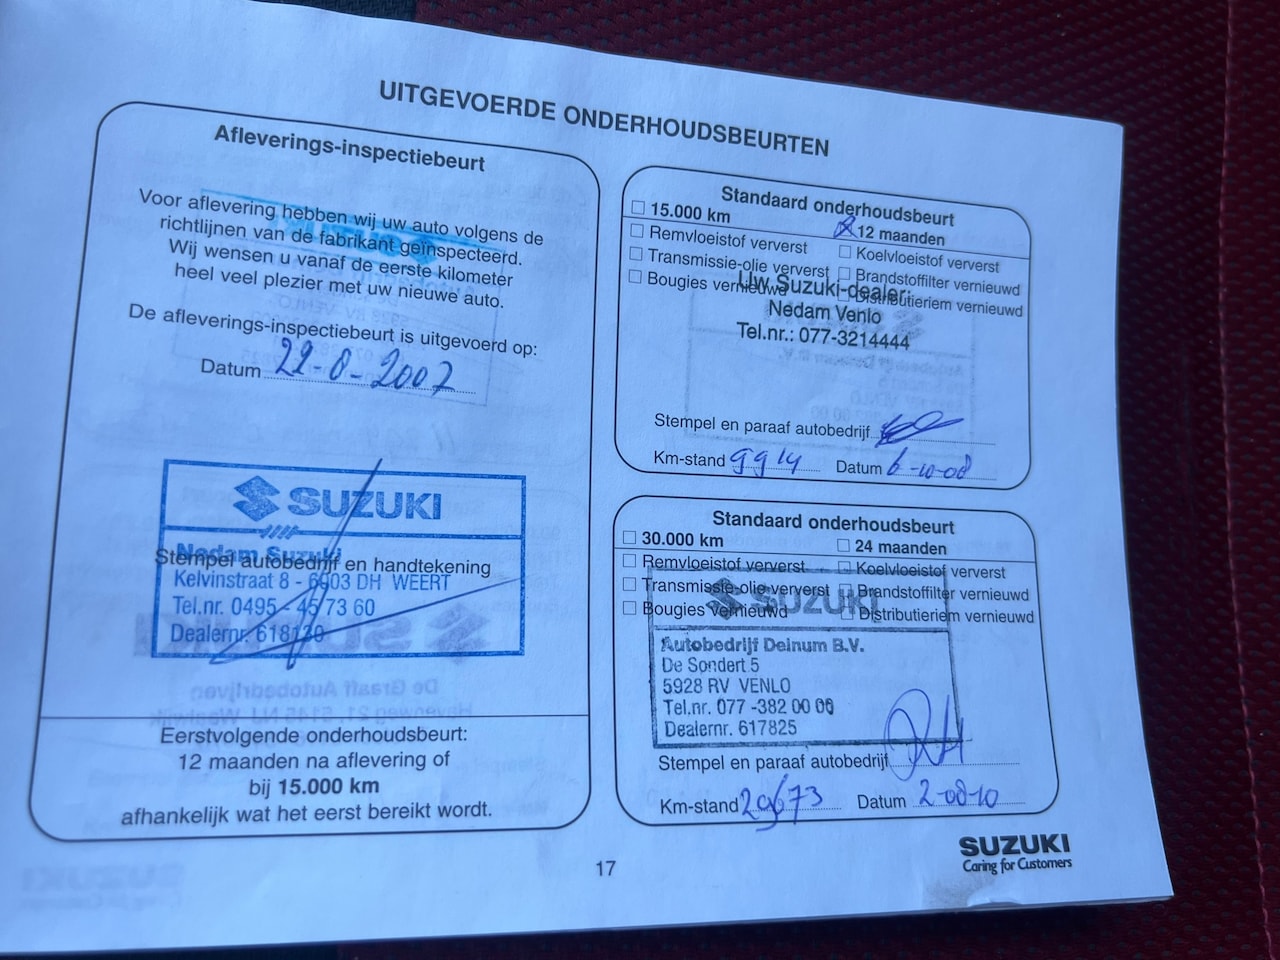 UITGEVOERDE ONDERHOUDSBEURTEN
Afleverings-inspectiebeurt
Voor aflevering hebben wij uw auto volgens de
richtlijnen van de fabrikant geïnspecteerd.
Wij wensen u vanaf de eerste kilometer
heel veel plezier met uw nieuwe auto.
De afleverings-inspectiebeurt is uitgevoerd op:
Datum 22-8-2007
SUZUKI
Nedam Suzuki
Stempel autobedrijf en handtekening
Kelvinstraat 8 - 6003 DH WEERT
Tel.nr. 0495 - 45 73 60
Dealernr. 618130
Eerstvolgende onderhoudsbeurt:
12 maanden na aflevering of
bij 15.000 km
afhankelijk wat het eerst bereikt wordt.
Standaard onderhoudsbeurt
15.000 km
12 maanden
Remvloeistof ververst
Koelvloeistof ververst
Transmissie-olie ververst
Brandstoffilter vernieuwd
Bougies vernieuwd
Distributieriem vernieuwd
Uw Suzuki-dealer:
Nedam Venlo
Tel.nr.: 077-3214444
Stempel en paraaf autobedrijf
Km-stand 9914 Datum 6-10-08
Standaard onderhoudsbeurt
30.000 km
24 maanden
Remvloeistof ververst
Koelvloeistof ververst
Transmissie-olie ververst
Brandstoffilter vernieuwd
Bougies vernieuwd
Distributieriem vernieuwd
SUZUKI
Autobedrijf Deinum B.V.
De Sondert 5
5928 RV VENLO
Tel.nr. 077 -382 00 06
Dealernr. 617825
Stempel en paraaf autobedrijf
Km-stand 29673 Datum 2-08-10
17
SUZUKI
Caring for Customers